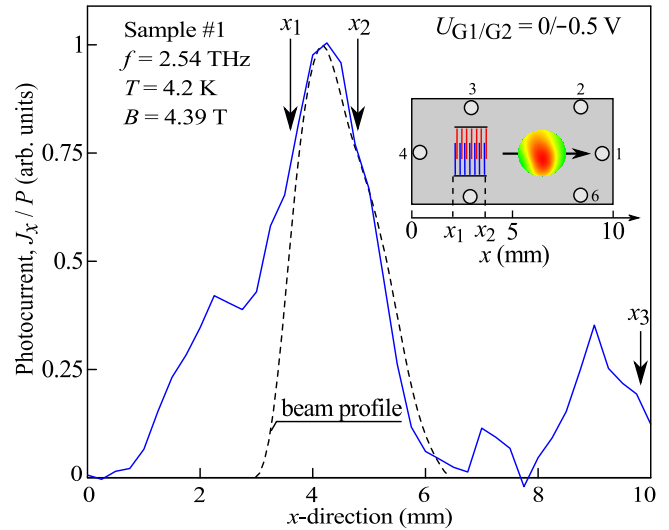 Sample #1
f = 2.54 THz
T = 4.2 K
B = 4.39 T
x1
x2
UG1/G2 = 0/−0.5 V
3
2
4
1
6
x1
x2
0
5
10
x (mm)
x3
beam profile
Photocurrent, Jx / P (arb. units)
1
0.75
0.5
0.25
0
0
2
4
6
8
10
x-direction (mm)